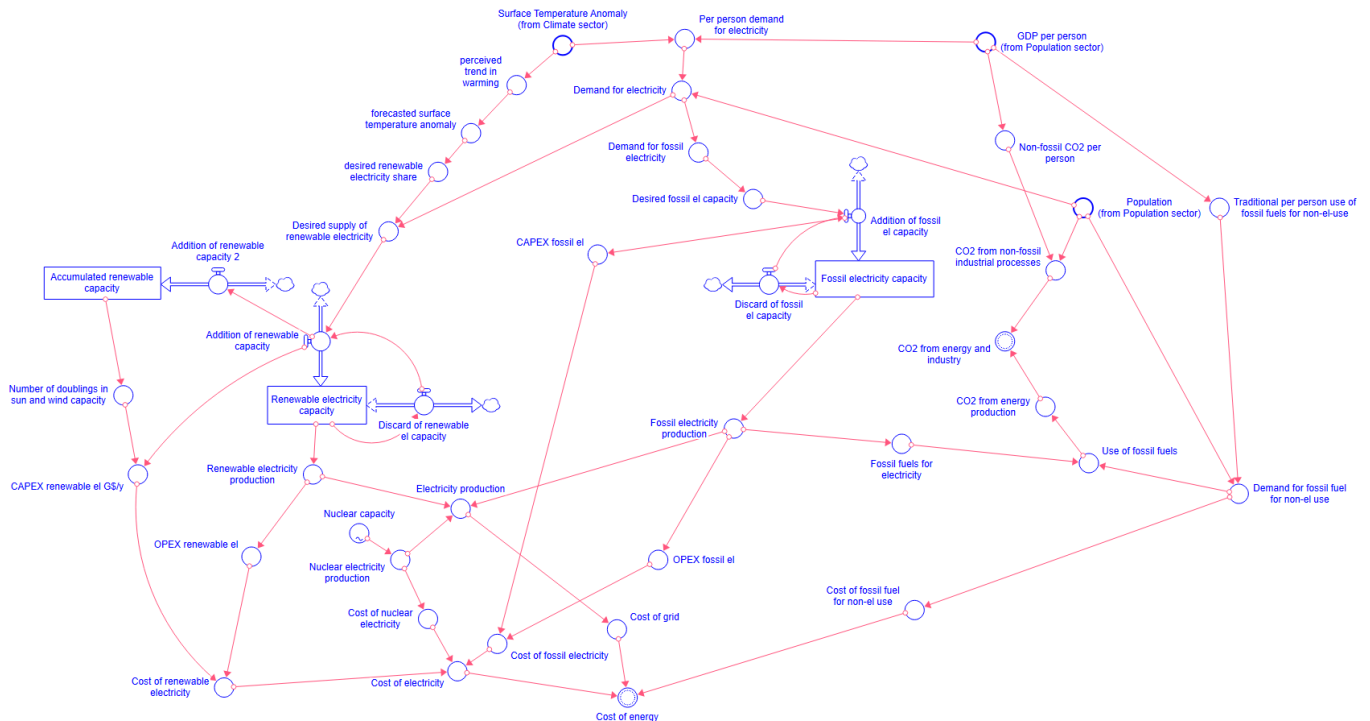 Surface Temperature Anomaly
(from Climate sector)
Per person demand
for electricity
GDP per person
(from Population sector)
perceived
trend in
warming
Demand for electricity
forecasted surface
temperature anomaly
Demand for fossil
electricity
Non-fossil CO2 per
person
desired renewable
electricity share
Desired fossil el capacity
Population
(from Population sector)
Traditional per person use of
fossil fuels for non-el-use
Desired supply of
renewable electricity
Addition of fossil
el capacity
CAPEX fossil el
Addition of renewable
capacity 2
CO2 from non-fossil
industrial processes
Accumulated renewable
capacity
Fossil electricity capacity
Discard of fossil
el capacity
Addition of renewable
capacity
CO2 from energy and
industry
Number of doublings in
sun and wind capacity
Renewable electricity
capacity
CO2 from energy
production
Discard of renewable
el capacity
Fossil electricity
production
Use of fossil fuels
Fossil fuels for
electricity
CAPEX renewable el G$/y
Renewable electricity
production
Electricity production
Demand for fossil fuel
for non-el use
Nuclear capacity
OPEX renewable el
Nuclear electricity
production
OPEX fossil el
Cost of fossil fuel
for non-el use
Cost of nuclear
electricity
Cost of grid
Cost of fossil electricity
Cost of renewable
electricity
Cost of electricity
Cost of energy